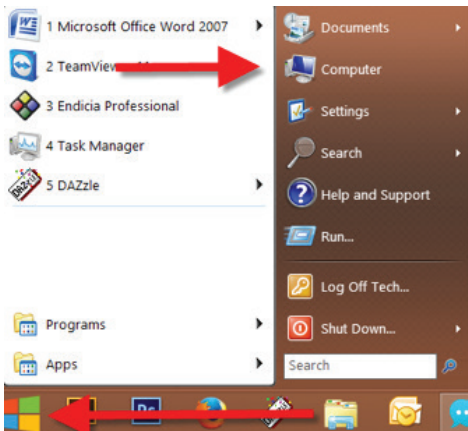 1 Microsoft Office Word 2007
2 TeamView
3 Endicia Professional
4 Task Manager
5 DAZzle
Programs
Apps
Documents
Computer
Settings
Search
Help and Support
Run...
Log Off Tech...
Shut Down...
Search